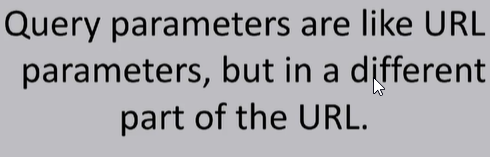 Query parameters are like URL
parameters, but in a different
part of the URL.